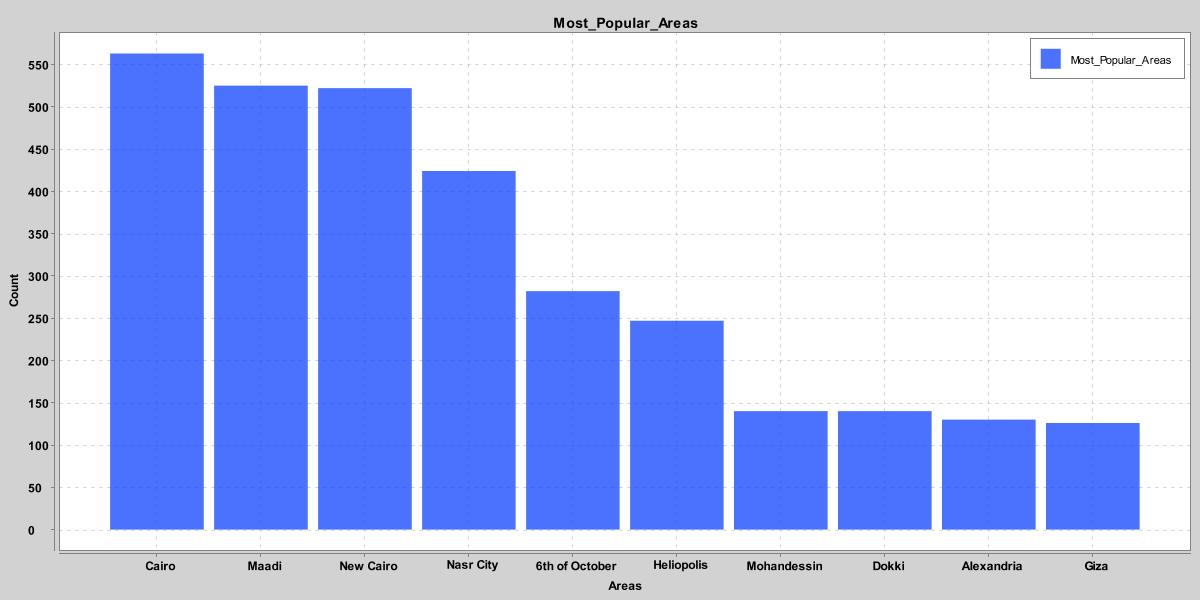 Most_Popular_Areas
Most_Popular_Areas
550
500
450
400
350
300
250
200
150
100
50
0
Count
Cairo Maadi New Cairo Nasr City 6th of October Heliopolis Mohandessin Dokki Alexandria Giza
Areas